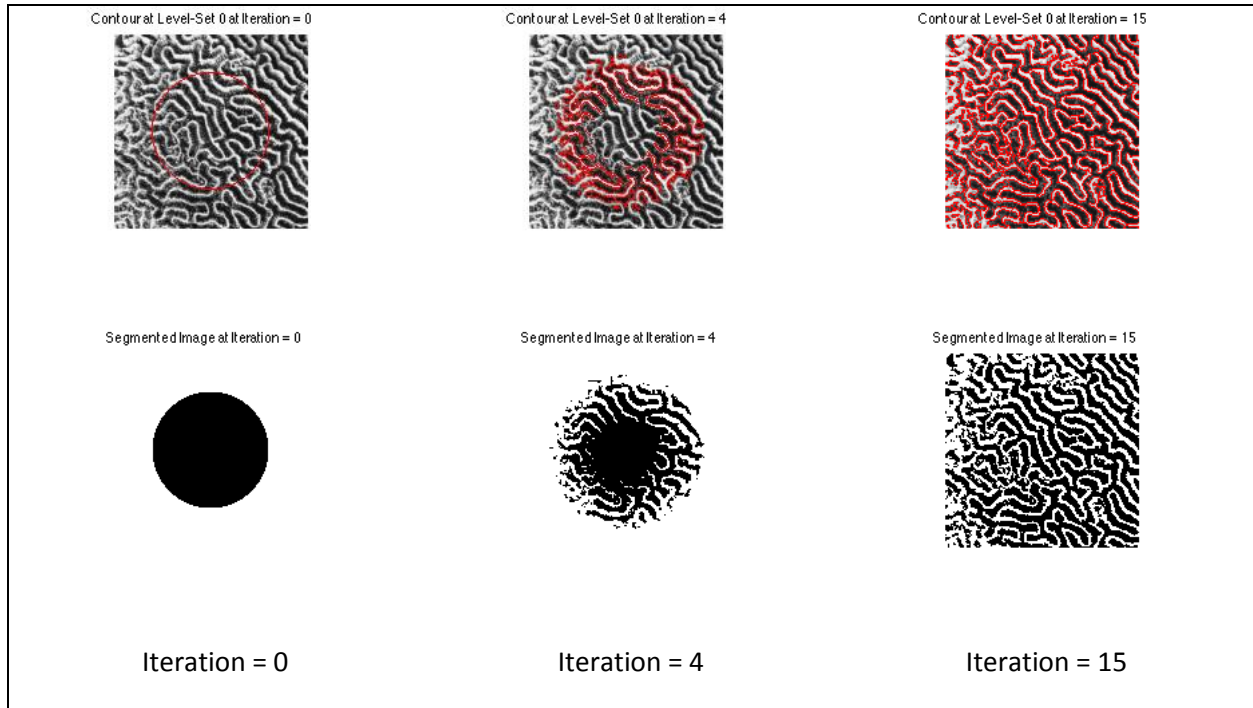 Contour at Level-Set 0 at Iteration = 0
Contour at Level-Set 0 at Iteration = 4
Contour at Level-Set 0 at Iteration = 15
Segmented Image at Iteration = 0
Segmented Image at Iteration = 4
Segmented Image at Iteration = 15
Iteration = 0
Iteration = 4
Iteration = 15